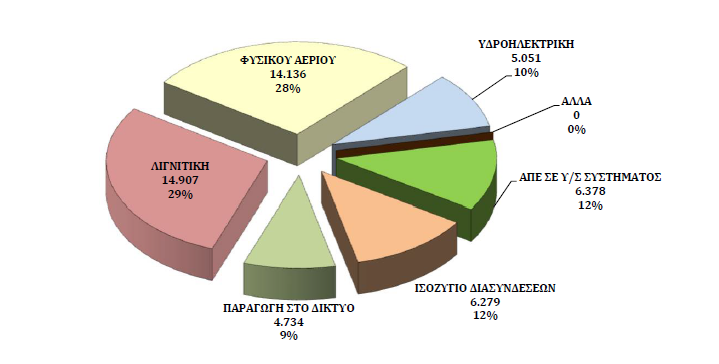 ΥΔΡΟΗΛΕΚΤΡΙΚΗ
5.051
10%
ΦΥΣΙΚΟΥ ΑΕΡΙΟΥ
14.136
28%
ΑΛΛΑ
0
0%
ΛΙΓΝΙΤΙΚΗ
14.907
29%
ΑΠΕ ΣΕ Υ/Σ ΣΥΣΤΗΜΑΤΟΣ
6.378
12%
ΙΣΟΖΥΓΙΟ ΔΙΑΣΥΝΔΕΣΕΩΝ
6.279
12%
ΠΑΡΑΓΩΓΗ ΣΤΟ ΔΙΚΤΥΟ
4.734
9%